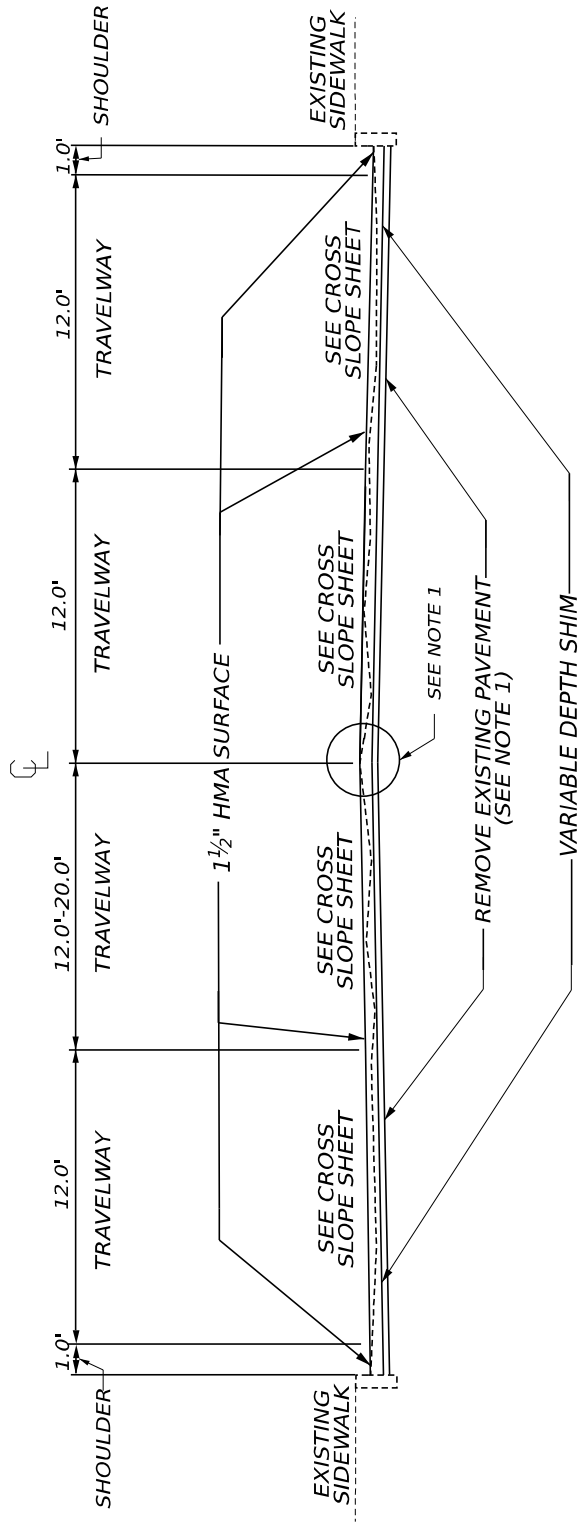 ℄
1.0'
12.0'
12.0'-20.0'
12.0'
12.0'
1.0'
SHOULDER
TRAVELWAY
TRAVELWAY
TRAVELWAY
TRAVELWAY
SHOULDER
1½" HMA SURFACE
EXISTING
SIDEWALK
SEE CROSS
SLOPE SHEET
SEE CROSS
SLOPE SHEET
SEE CROSS
SLOPE SHEET
SEE CROSS
SLOPE SHEET
EXISTING
SIDEWALK
SEE NOTE 1
REMOVE EXISTING PAVEMENT
(SEE NOTE 1)
VARIABLE DEPTH SHIM